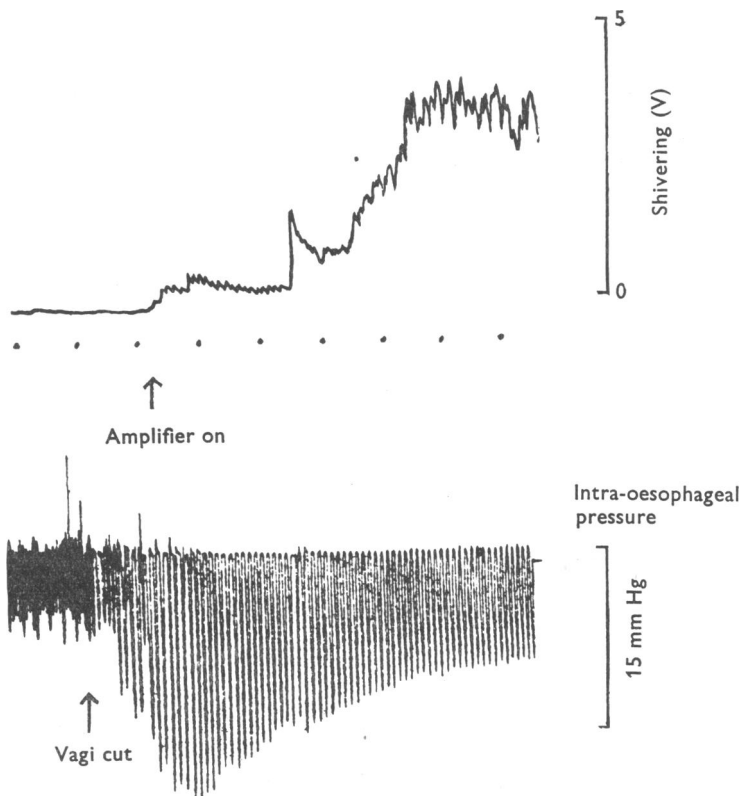 5
Shivering (V)
0
Amplifier on
Intra-oesophageal
pressure
15 mm Hg
Vagi cut